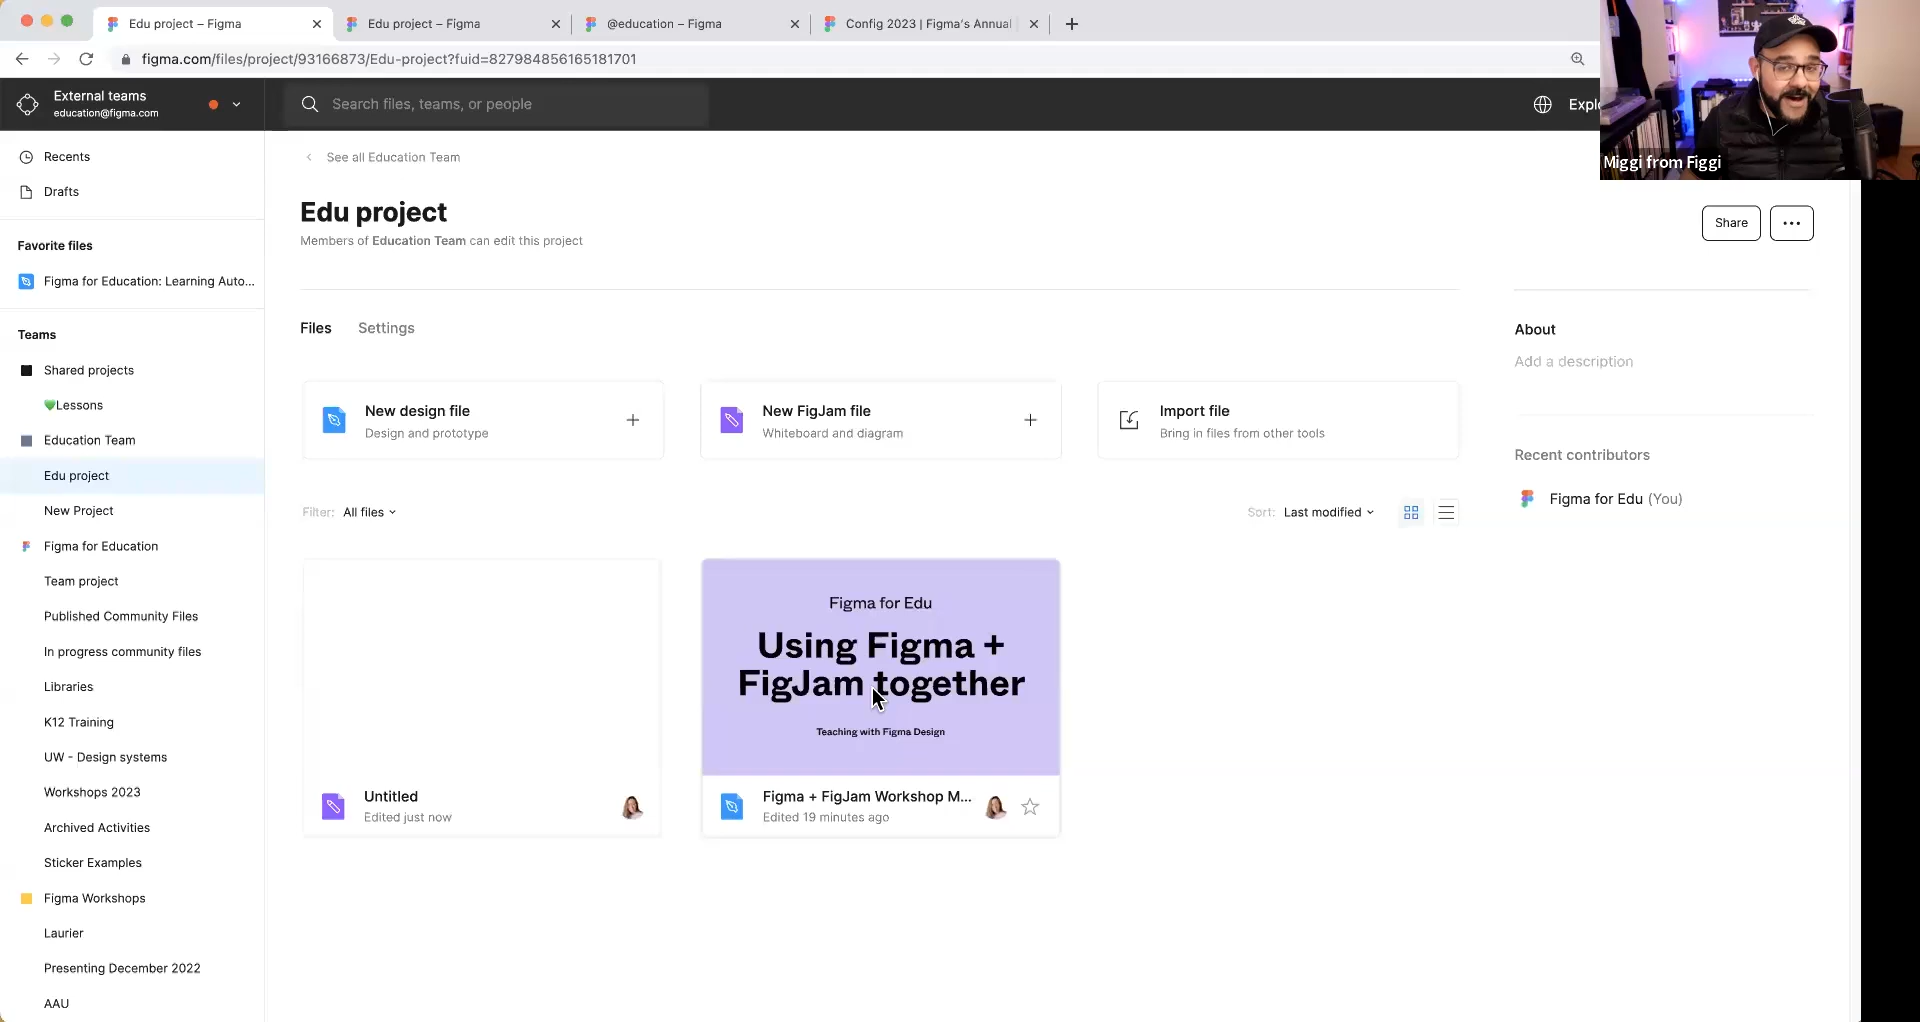 Edu project – Figma
Edu project – Figma
@education – Figma
Config 2023 | Figma's Annual
figma.com/files/project/93166873/Edu-project?fuid=827984856165181701
External teams
education@figma.com
Search files, teams, or people
Explo
Miggi from Figgi
Recents
Drafts
Favorite files
Figma for Education: Learning Auto...
Teams
Shared projects
💚Lessons
Education Team
Edu project
New Project
Figma for Education
Team project
Published Community Files
In progress community files
Libraries
K12 Training
UW - Design systems
Workshops 2023
Archived Activities
Sticker Examples
Figma Workshops
Laurier
Presenting December 2022
AAU
See all Education Team
Edu project
Members of Education Team can edit this project
Share
Files Settings
New design file
Design and prototype
New FigJam file
Whiteboard and diagram
Import file
Bring in files from other tools
Filter: All files
Sort: Last modified
Untitled
Edited just now
Figma for Edu
Using Figma +
FigJam together
Teaching with Figma Design
Figma + FigJam Workshop M...
Edited 19 minutes ago
About
Add a description
Recent contributors
Figma for Edu (You)